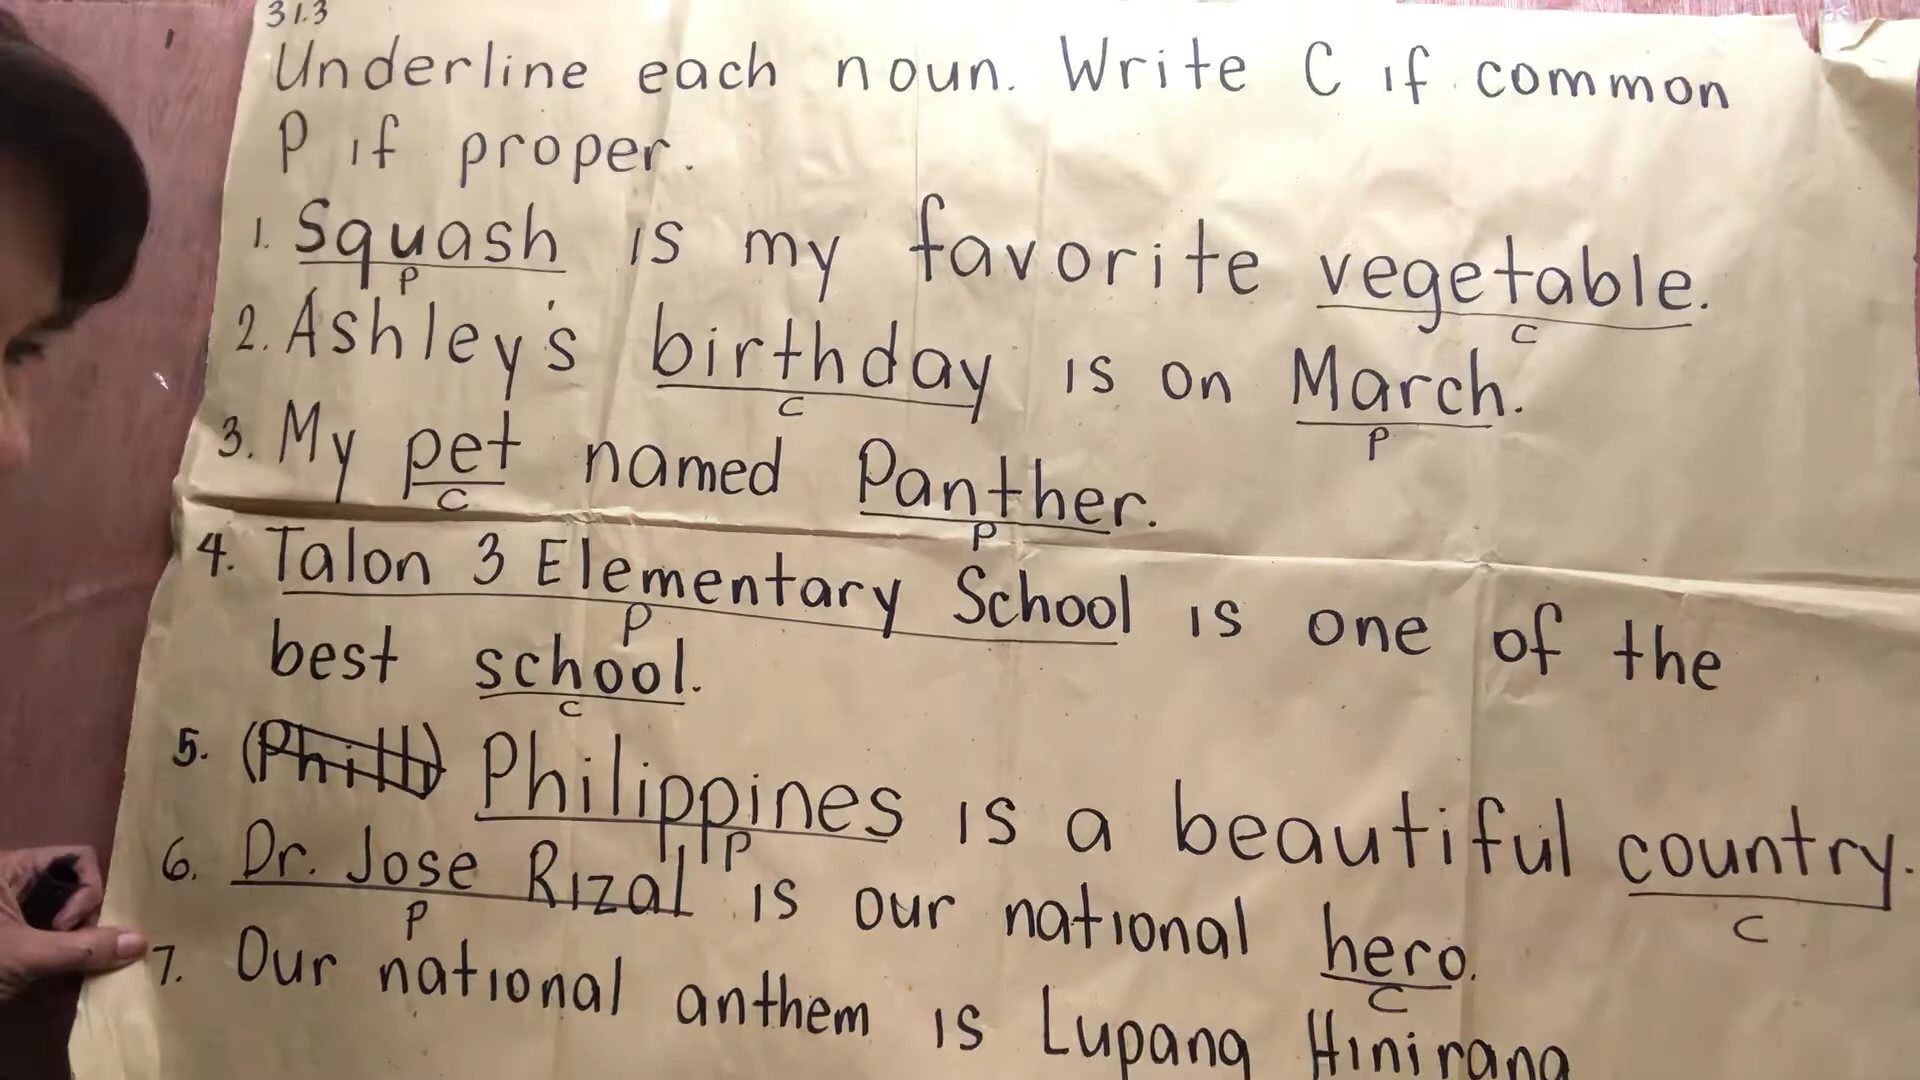 31.3
Underline each noun. Write C if common
P if proper.
1. Squash is my favorite vegetable.
P C
2. Ashley's birthday is on March.
C P
3. My pet named Panther.
C P
4. Talon 3 Elementary School is one of the
P
best school.
C
5. (Phill) Philippines is a beautiful country.
P C
6. Dr. Jose Rizal is our national hero.
P C
7. Our national anthem is Lupang Hinirang